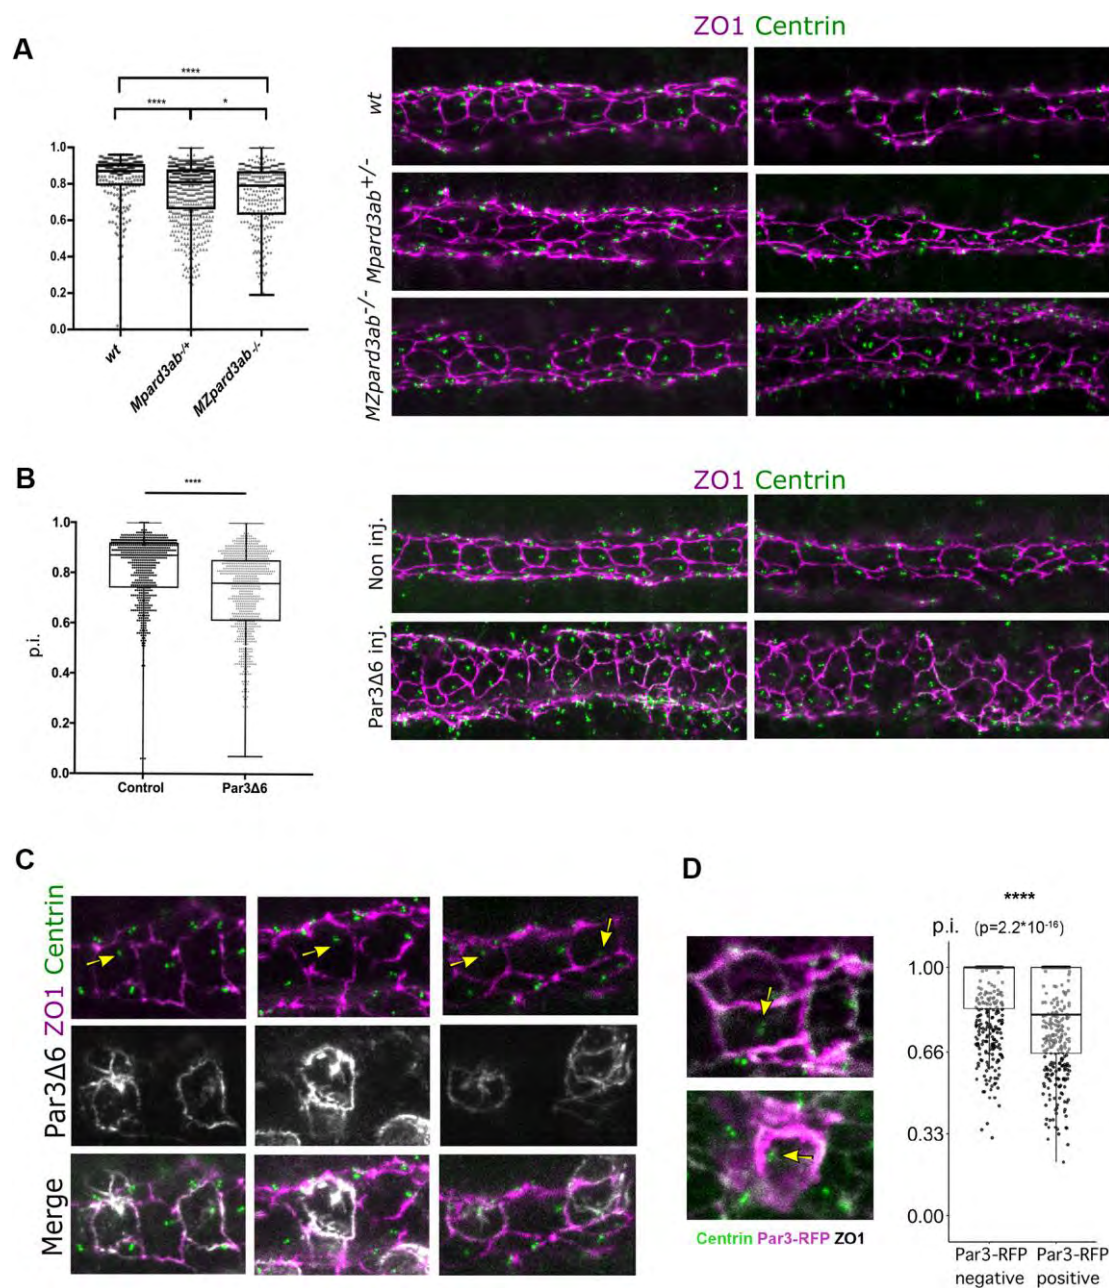 A
****
****
*
1.0
0.8
0.6
0.4
0.2
0.0
wt
Mpard3ab-/+
MZpard3ab-/-
ZO1 Centrin
wt
Mpard3ab+/-
MZpard3ab-/-
B
****
p.i.
1.0
0.8
0.6
0.4
0.2
0.0
Control
Par3Δ6
ZO1 Centrin
Non inj.
Par3Δ6 inj.
C
ZO1 Centrin
Par3Δ6
Merge
D
Centrin Par3-RFP ZO1
****
p.i. (p=2.2*10-16)
1.00
0.66
0.33
0.00
Par3-RFP negative
Par3-RFP positive